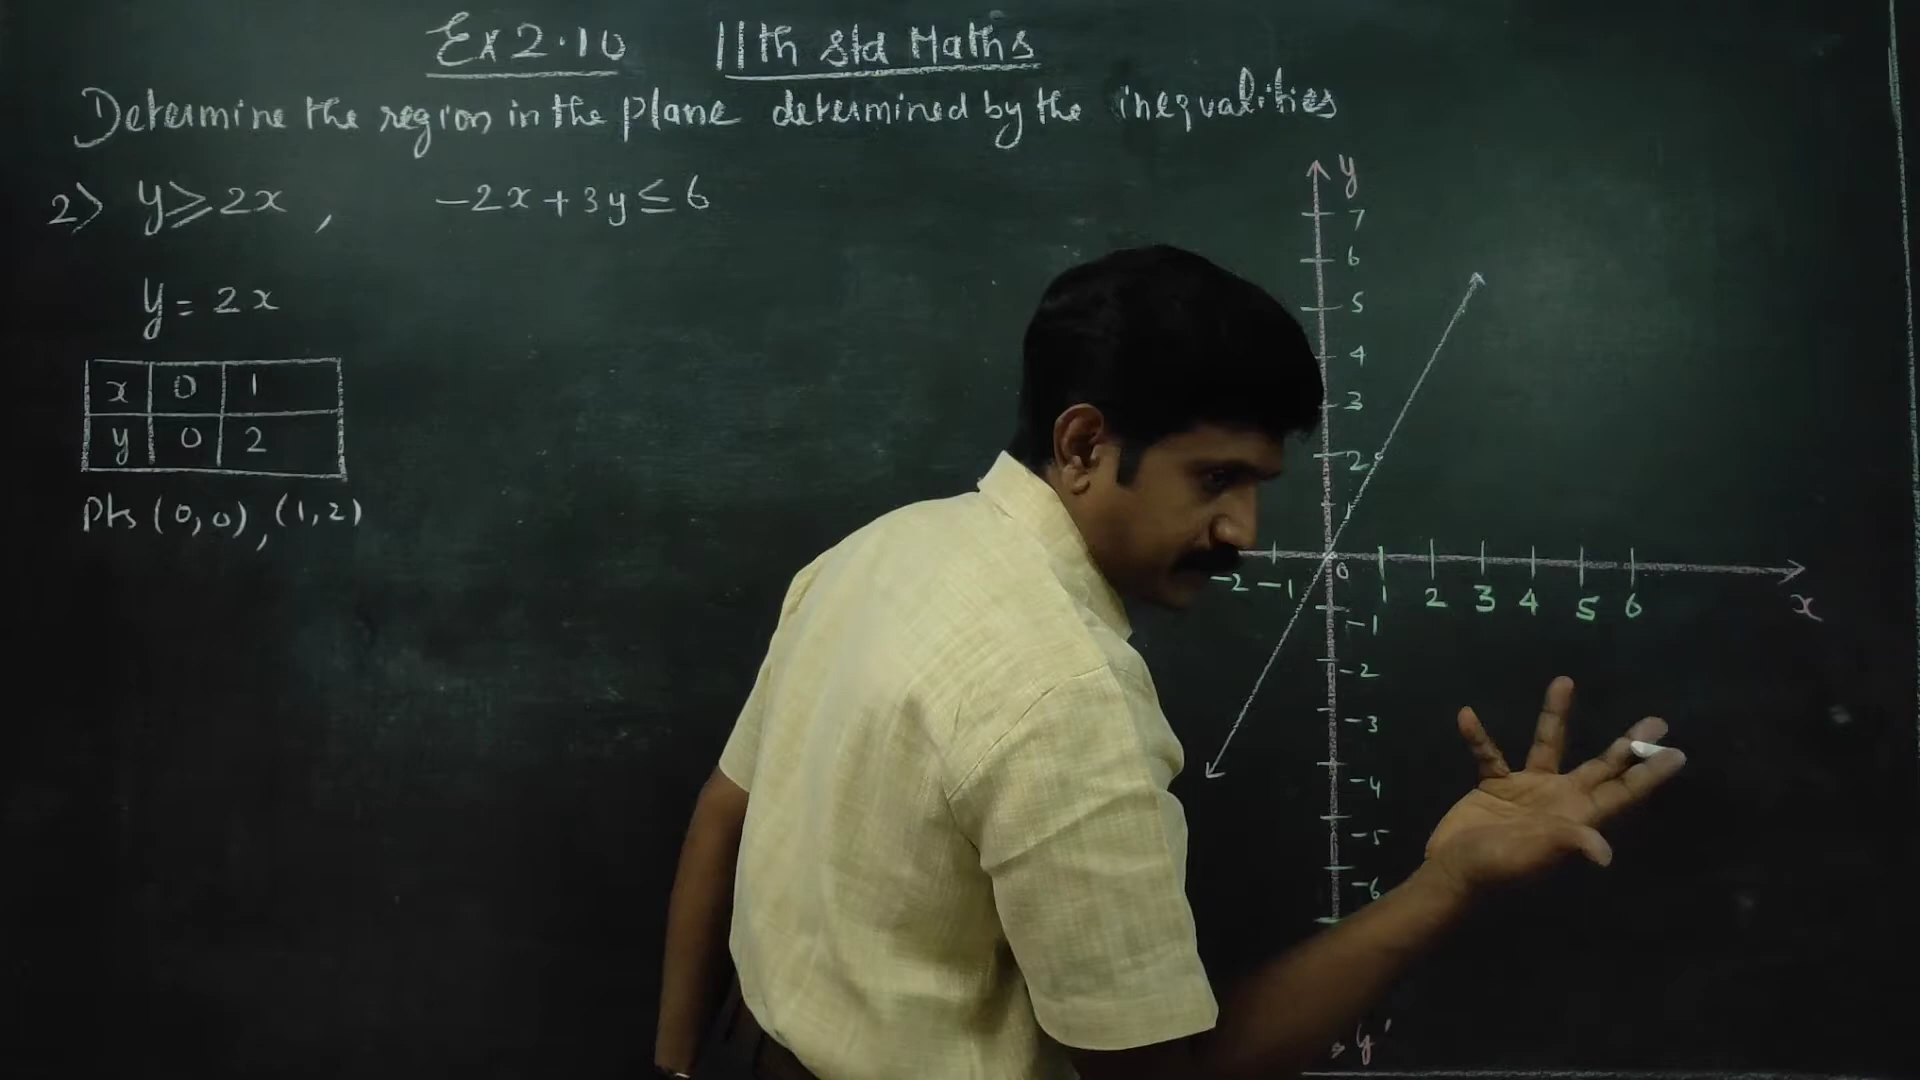 Ex 2.10 11th Std Maths
Determine the region in the plane determined by the inequalities
2) y ≥ 2x , -2x + 3y ≤ 6
y = 2x
x 0 1
y 0 2
Pts (0,0), (1,2)
y
7
6
5
4
3
2
1
-2 -1 0 1 2 3 4 5 6
x
-1
-2
-3
-4
-5
-6
y'